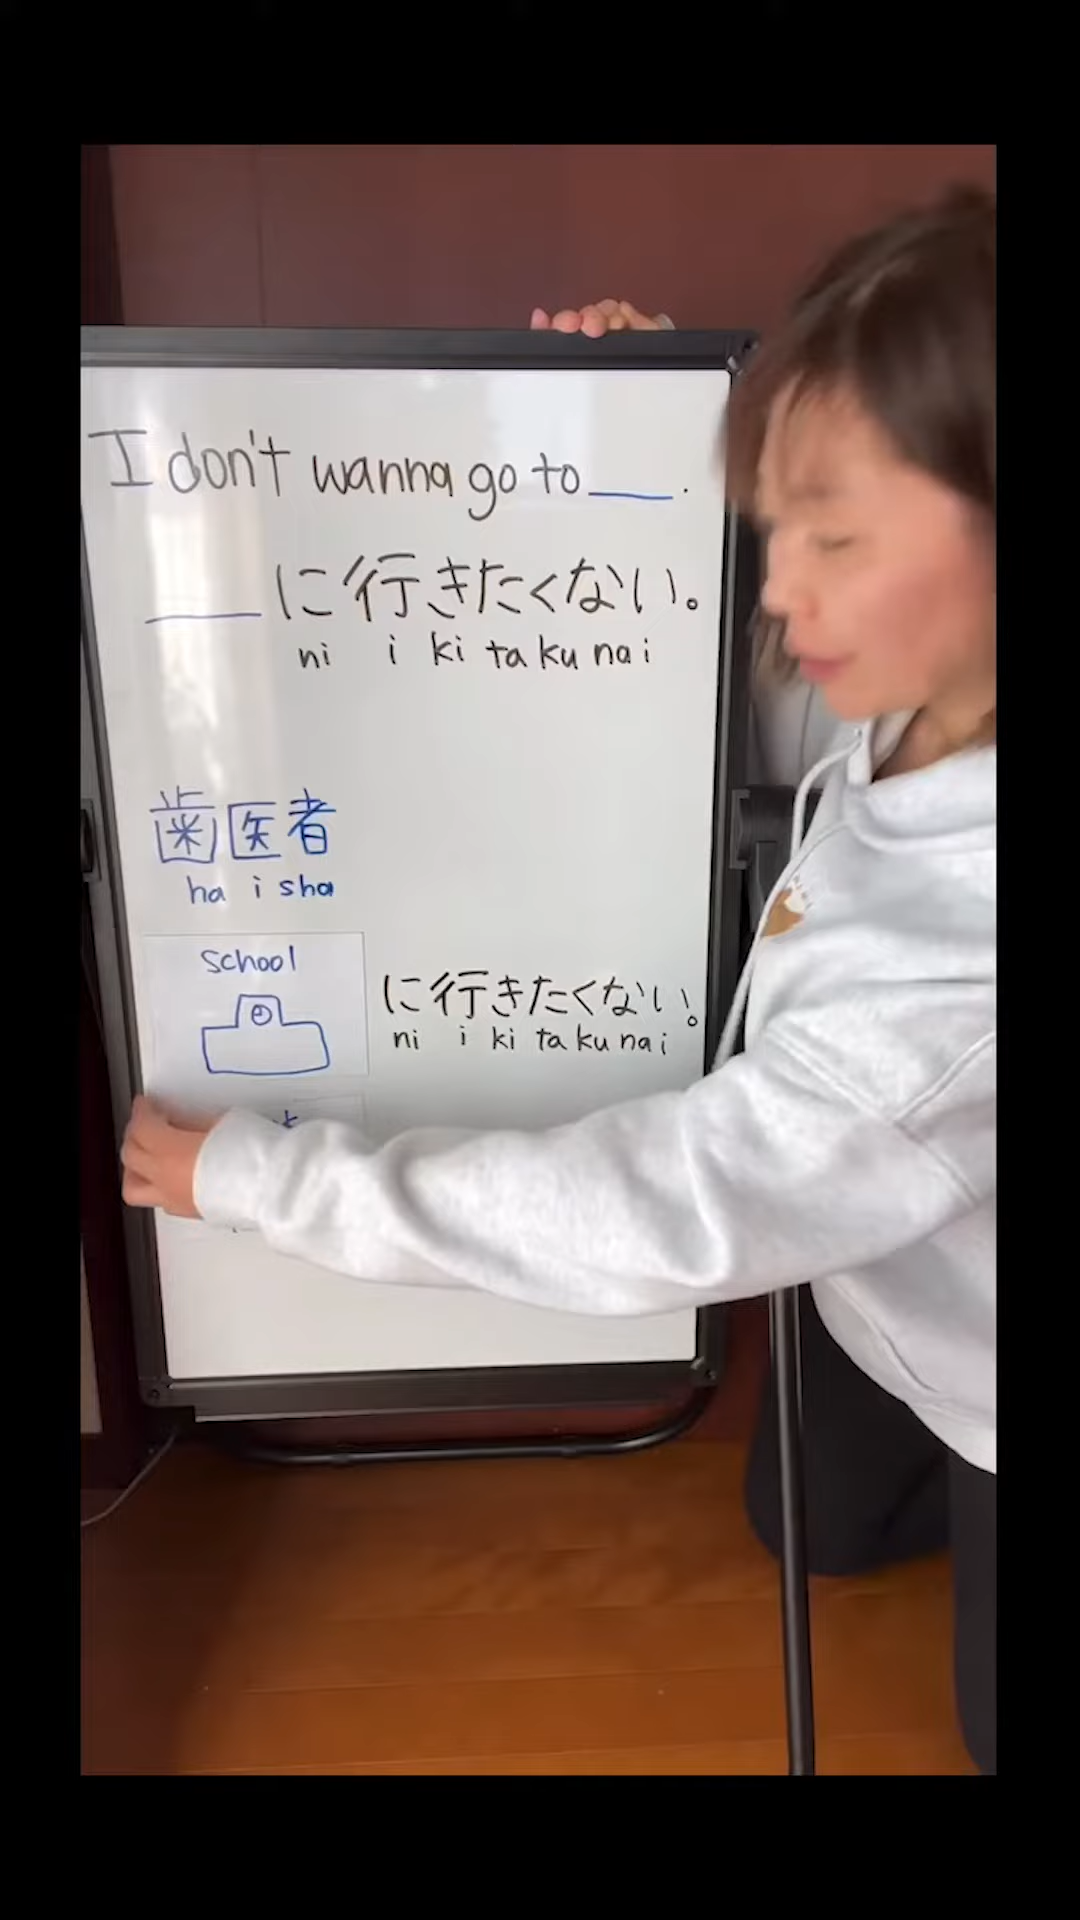 I don't wanna go to ___.
___に行きたくない。
ni i ki ta ku na i
歯医者
ha i sha
school
に行きたくない。
ni i ki ta ku na i